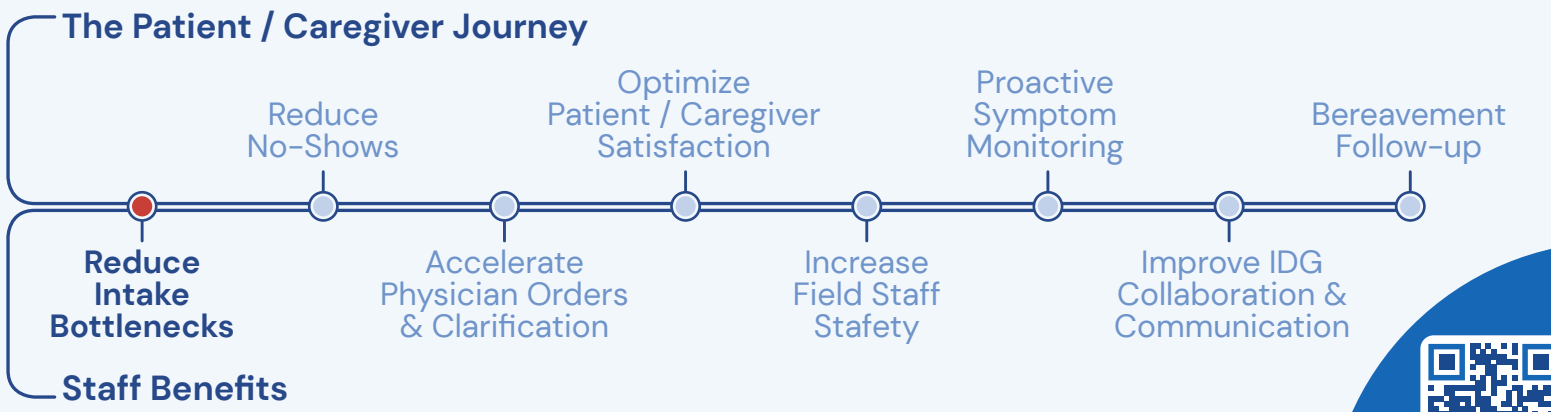 The Patient / Caregiver Journey
Reduce
No-Shows
Optimize
Patient / Caregiver
Satisfaction
Proactive
Symptom
Monitoring
Bereavement
Follow-up
Reduce
Intake
Bottlenecks
Accelerate
Physician Orders
& Clarification
Increase
Field Staff
Stafety
Improve IDG
Collaboration &
Communication
Staff Benefits